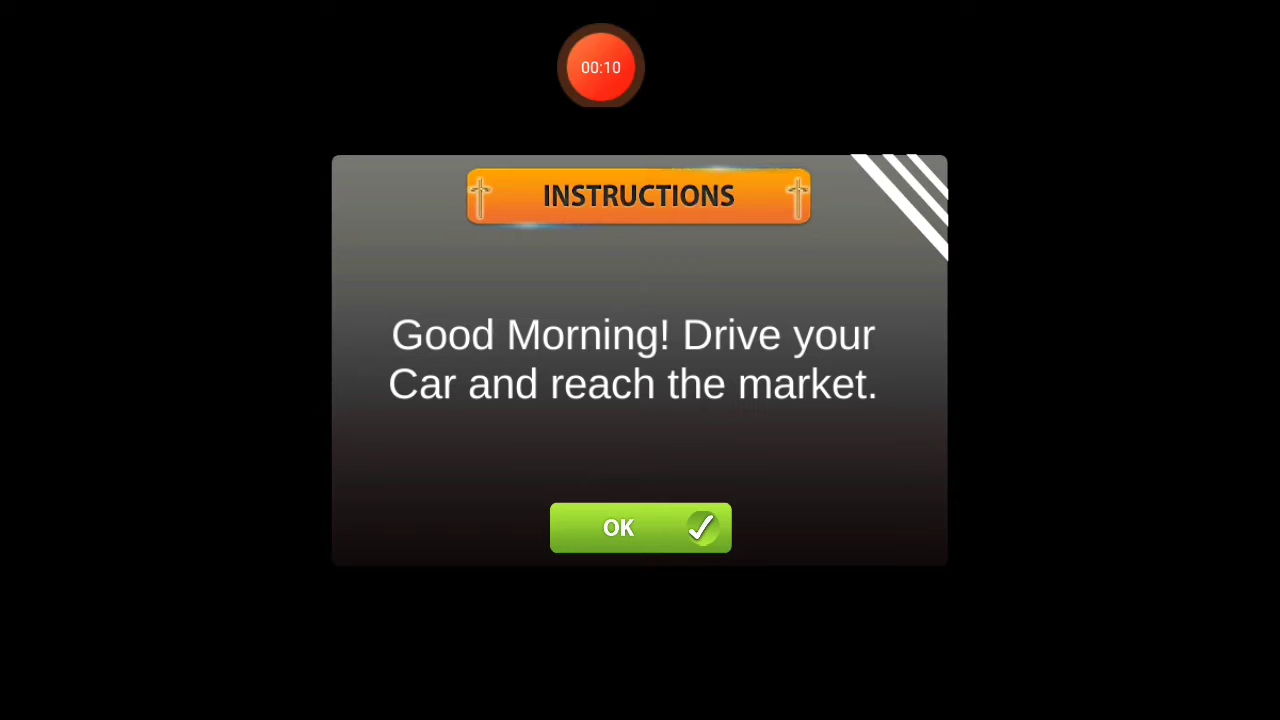 00:10
INSTRUCTIONS
Good Morning! Drive your
Car and reach the market.
OK